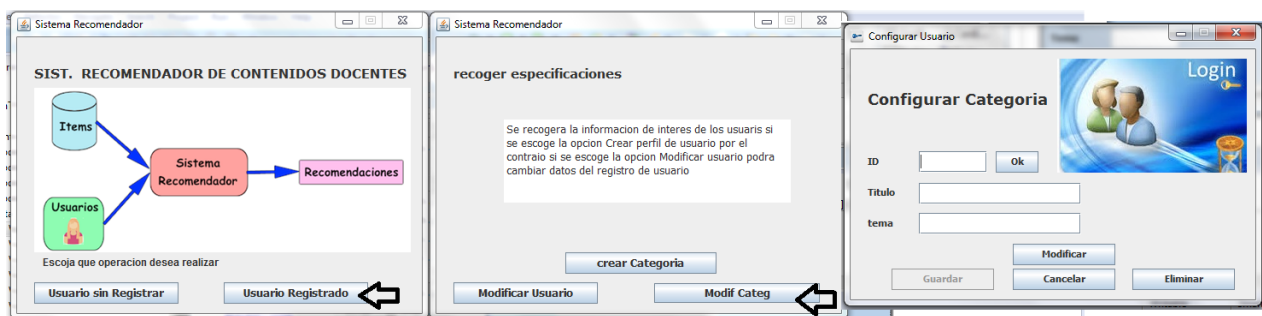 Sistema Recomendador
SIST. RECOMENDADOR DE CONTENIDOS DOCENTES
Items
Sistema
Recomendador
Recomendaciones
Usuarios
Escoja que operacion desea realizar
Usuario sin Registrar
Usuario Registrado
Sistema Recomendador
recoger especificaciones
Se recogera la informacion de interes de los usuaris si
se escoge la opcion Crear perfil de usuario por el
contraio si se escoge la opcion Modificar usuario podra
cambiar datos del registro de usuario
crear Categoria
Modificar Usuario
Modif Categ
Configurar Usuario
Configurar Categoria
Login
ID
Ok
Titulo
tema
Modificar
Guardar
Cancelar
Eliminar